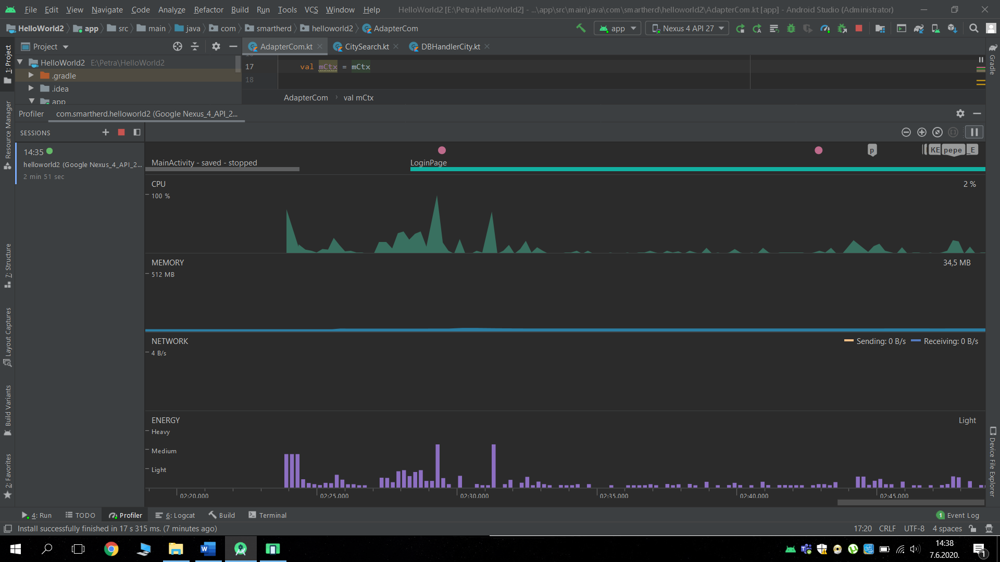 File Edit View Navigate Code Analyze Refactor Build Run Tools VCS Window Help HelloWorld2 [E:\Petra\HelloWorld2] - ...\app\src\main\java\com\smartherd\helloworld2\AdapterCom.kt [app] - Android Studio (Administrator)
HelloWorld2 app src main java com smartherd helloworld2 AdapterCom app Nexus 4 API 27
Project AdapterCom.kt CitySearch.kt DBHandlerCity.kt
HelloWorld2 E:\Petra\HelloWorld2
.gradle
.idea
app
17 val mCtx = mCtx
18
AdapterCom › val mCtx
Profiler com.smartherd.helloworld2 (Google Nexus_4_API_2...
SESSIONS
14:35
helloworld2 (Google Nexus_4_API_2...
2 min 51 sec
p KE pepe _E
MainActivity - saved - stopped LoginPage
CPU 2 %
100 %
MEMORY 34,5 MB
512 MB
NETWORK Sending: 0 B/s Receiving: 0 B/s
4 B/s
ENERGY Light
Heavy
Medium
Light
02:20.000 02:25.000 02:30.000 02:35.000 02:40.000 02:45.000
1: Project
Resource Manager
7: Structure
Layout Captures
Build Variants
2: Favorites
Gradle
Device File Explorer
4: Run TODO Profiler 6: Logcat Build Terminal 1 Event Log
Install successfully finished in 17 s 315 ms. (7 minutes ago) 17:20 CRLF UTF-8 4 spaces
14:38
7.6.2020.
1